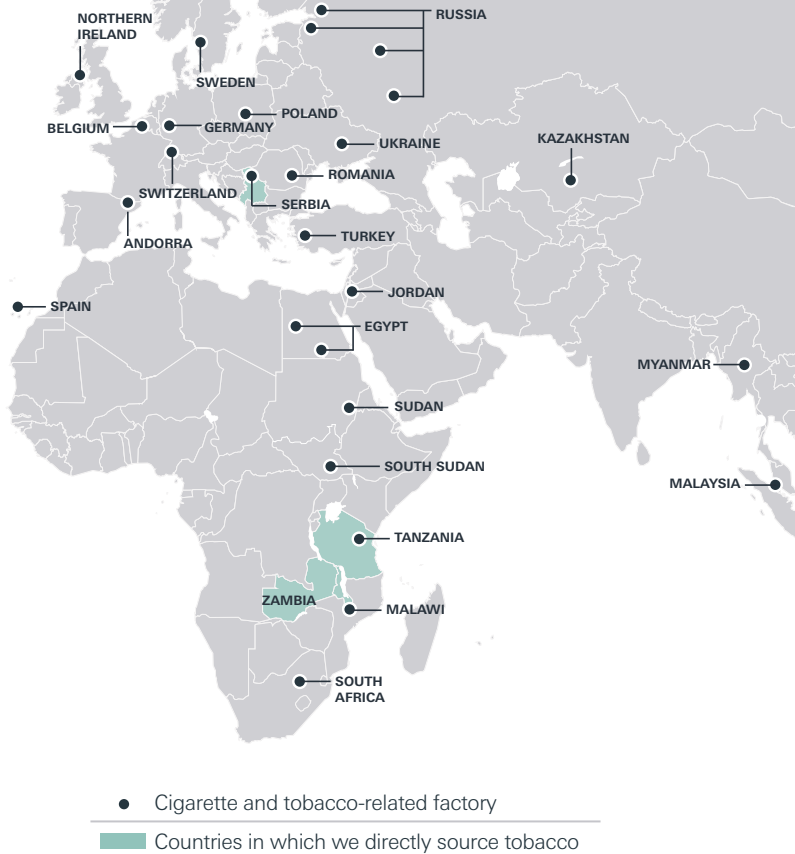 NORTHERN
IRELAND
RUSSIA
SWEDEN
POLAND
BELGIUM
GERMANY
UKRAINE
KAZAKHSTAN
ROMANIA
SWITZERLAND
SERBIA
TURKEY
ANDORRA
JORDAN
SPAIN
EGYPT
MYANMAR
SUDAN
SOUTH SUDAN
MALAYSIA
TANZANIA
ZAMBIA
MALAWI
SOUTH
AFRICA
Cigarette and tobacco-related factory
Countries in which we directly source tobacco